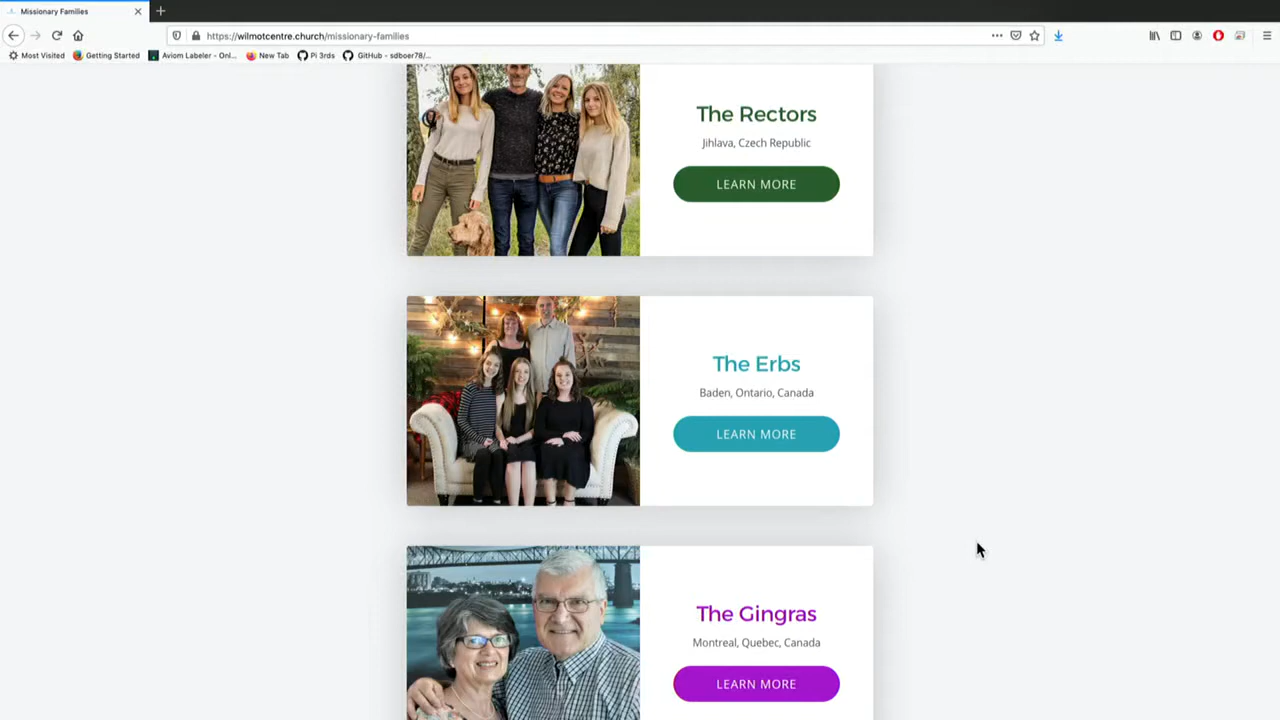 Missionary Families
https://wilmotcentre.church/missionary-families
Most Visited Getting Started Aviom Labeler - Onl... New Tab Pi 3rds GitHub - sdboer78/...
The Rectors
Jihlava, Czech Republic
LEARN MORE
The Erbs
Baden, Ontario, Canada
LEARN MORE
The Gingras
Montreal, Quebec, Canada
LEARN MORE